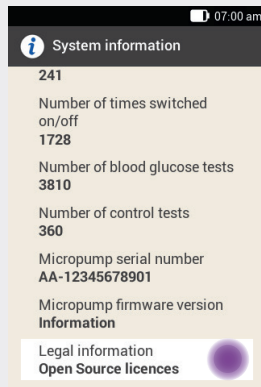 07:00 am
i System information
241
Number of times switched
on/off
1728
Number of blood glucose tests
3810
Number of control tests
360
Micropump serial number
AA-12345678901
Micropump firmware version
Information
Legal information
Open Source licences